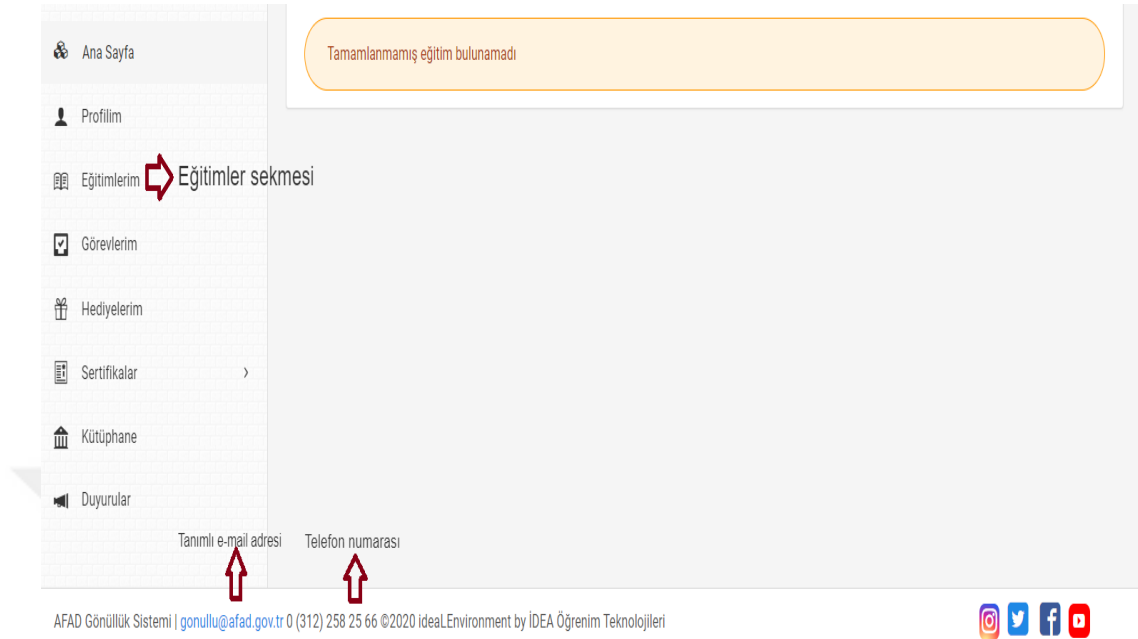 Ana Sayfa
Tamamlanmamış eğitim bulunamadı
Profilim
Eğitimlerim
Eğitimler sekmesi
Görevlerim
Hediyelerim
Sertifikalar
Kütüphane
Duyurular
Tanımlı e-mail adresi
Telefon numarası
AFAD Gönüllük Sistemi | gonullu@afad.gov.tr 0 (312) 258 25 66 ©2020 ideaLEnvironment by İDEA Öğrenim Teknolojileri